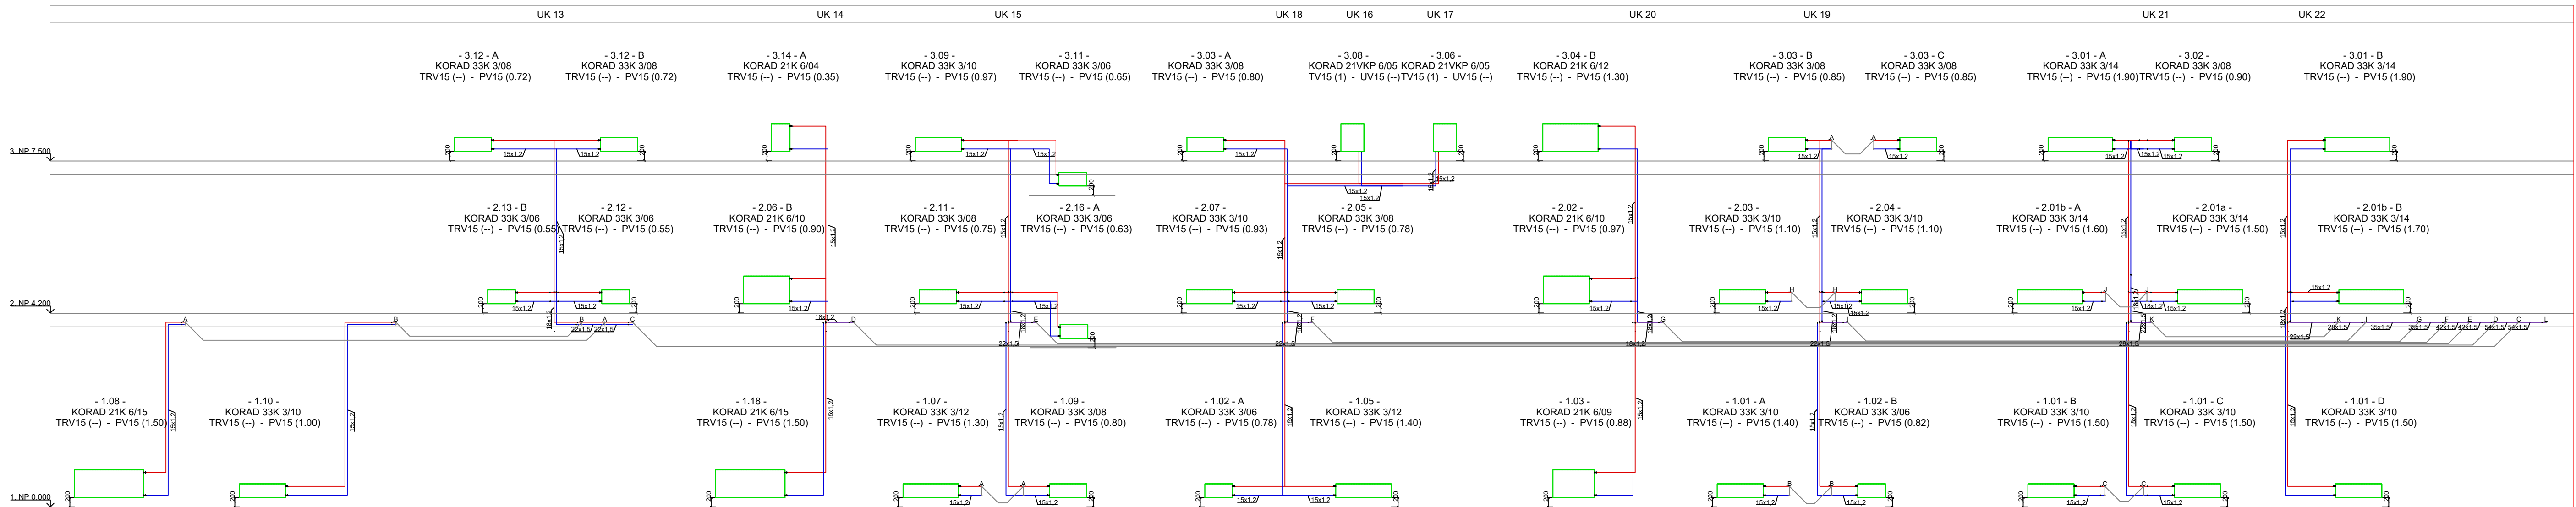 UK 13 UK 14 UK 15 UK 18 UK 16 UK 17 UK 20 UK 19 UK 21 UK 22
- 3.12 - A
KORAD 33K 3/08
TRV15 (--) - PV15 (0.72)
- 3.12 - B
KORAD 33K 3/08
TRV15 (--) - PV15 (0.72)
- 3.14 - A
KORAD 21K 6/04
TRV15 (--) - PV15 (0.35)
- 3.09 -
KORAD 33K 3/10
TRV15 (--) - PV15 (0.97)
- 3.11 -
KORAD 33K 3/06
TRV15 (--) - PV15 (0.65)
- 3.03 - A
KORAD 33K 3/08
TRV15 (--) - PV15 (0.80)
- 3.08 -
KORAD 21VKP 6/05
TV15 (1) - UV15 (--)
- 3.06 -
KORAD 21VKP 6/05
TV15 (1) - UV15 (--)
- 3.04 - B
KORAD 21K 6/12
TRV15 (--) - PV15 (1.30)
- 3.03 - B
KORAD 33K 3/08
TRV15 (--) - PV15 (0.85)
- 3.03 - C
KORAD 33K 3/08
TRV15 (--) - PV15 (0.85)
- 3.01 - A
KORAD 33K 3/14
TRV15 (--) - PV15 (1.90)
- 3.02 -
KORAD 33K 3/08
TRV15 (--) - PV15 (0.90)
- 3.01 - B
KORAD 33K 3/14
TRV15 (--) - PV15 (1.90)
3. NP 7.500
- 2.13 - B
KORAD 33K 3/06
TRV15 (--) - PV15 (0.55)
- 2.12 -
KORAD 33K 3/06
TRV15 (--) - PV15 (0.55)
- 2.06 - B
KORAD 21K 6/10
TRV15 (--) - PV15 (0.90)
- 2.11 -
KORAD 33K 3/08
TRV15 (--) - PV15 (0.75)
- 2.16 - A
KORAD 33K 3/06
TRV15 (--) - PV15 (0.63)
- 2.07 -
KORAD 33K 3/10
TRV15 (--) - PV15 (0.93)
- 2.05 -
KORAD 33K 3/08
TRV15 (--) - PV15 (0.78)
- 2.02 -
KORAD 21K 6/10
TRV15 (--) - PV15 (0.97)
- 2.03 -
KORAD 33K 3/10
TRV15 (--) - PV15 (1.10)
- 2.04 -
KORAD 33K 3/10
TRV15 (--) - PV15 (1.10)
- 2.01b - A
KORAD 33K 3/14
TRV15 (--) - PV15 (1.60)
- 2.01a -
KORAD 33K 3/14
TRV15 (--) - PV15 (1.50)
- 2.01b - B
KORAD 33K 3/14
TRV15 (--) - PV15 (1.70)
2. NP 4.200
A B B A C D E F G I K K I G F E D C L
22x1,5 22x1,5 28x1,5 35x1,5 38x1,5 42x1,5 42x1,5 54x1,5 54x1,5
- 1.08 -
KORAD 21K 6/15
TRV15 (--) - PV15 (1.50)
- 1.10 -
KORAD 33K 3/10
TRV15 (--) - PV15 (1.00)
- 1.18 -
KORAD 21K 6/15
TRV15 (--) - PV15 (1.50)
- 1.07 -
KORAD 33K 3/12
TRV15 (--) - PV15 (1.30)
- 1.09 -
KORAD 33K 3/08
TRV15 (--) - PV15 (0.80)
- 1.02 - A
KORAD 33K 3/06
TRV15 (--) - PV15 (0.78)
- 1.05 -
KORAD 33K 3/12
TRV15 (--) - PV15 (1.40)
- 1.03 -
KORAD 21K 6/09
TRV15 (--) - PV15 (0.88)
- 1.01 - A
KORAD 33K 3/10
TRV15 (--) - PV15 (1.40)
- 1.02 - B
KORAD 33K 3/06
TRV15 (--) - PV15 (0.82)
- 1.01 - B
KORAD 33K 3/10
TRV15 (--) - PV15 (1.50)
- 1.01 - C
KORAD 33K 3/10
TRV15 (--) - PV15 (1.50)
- 1.01 - D
KORAD 33K 3/10
TRV15 (--) - PV15 (1.50)
1. NP 0.000